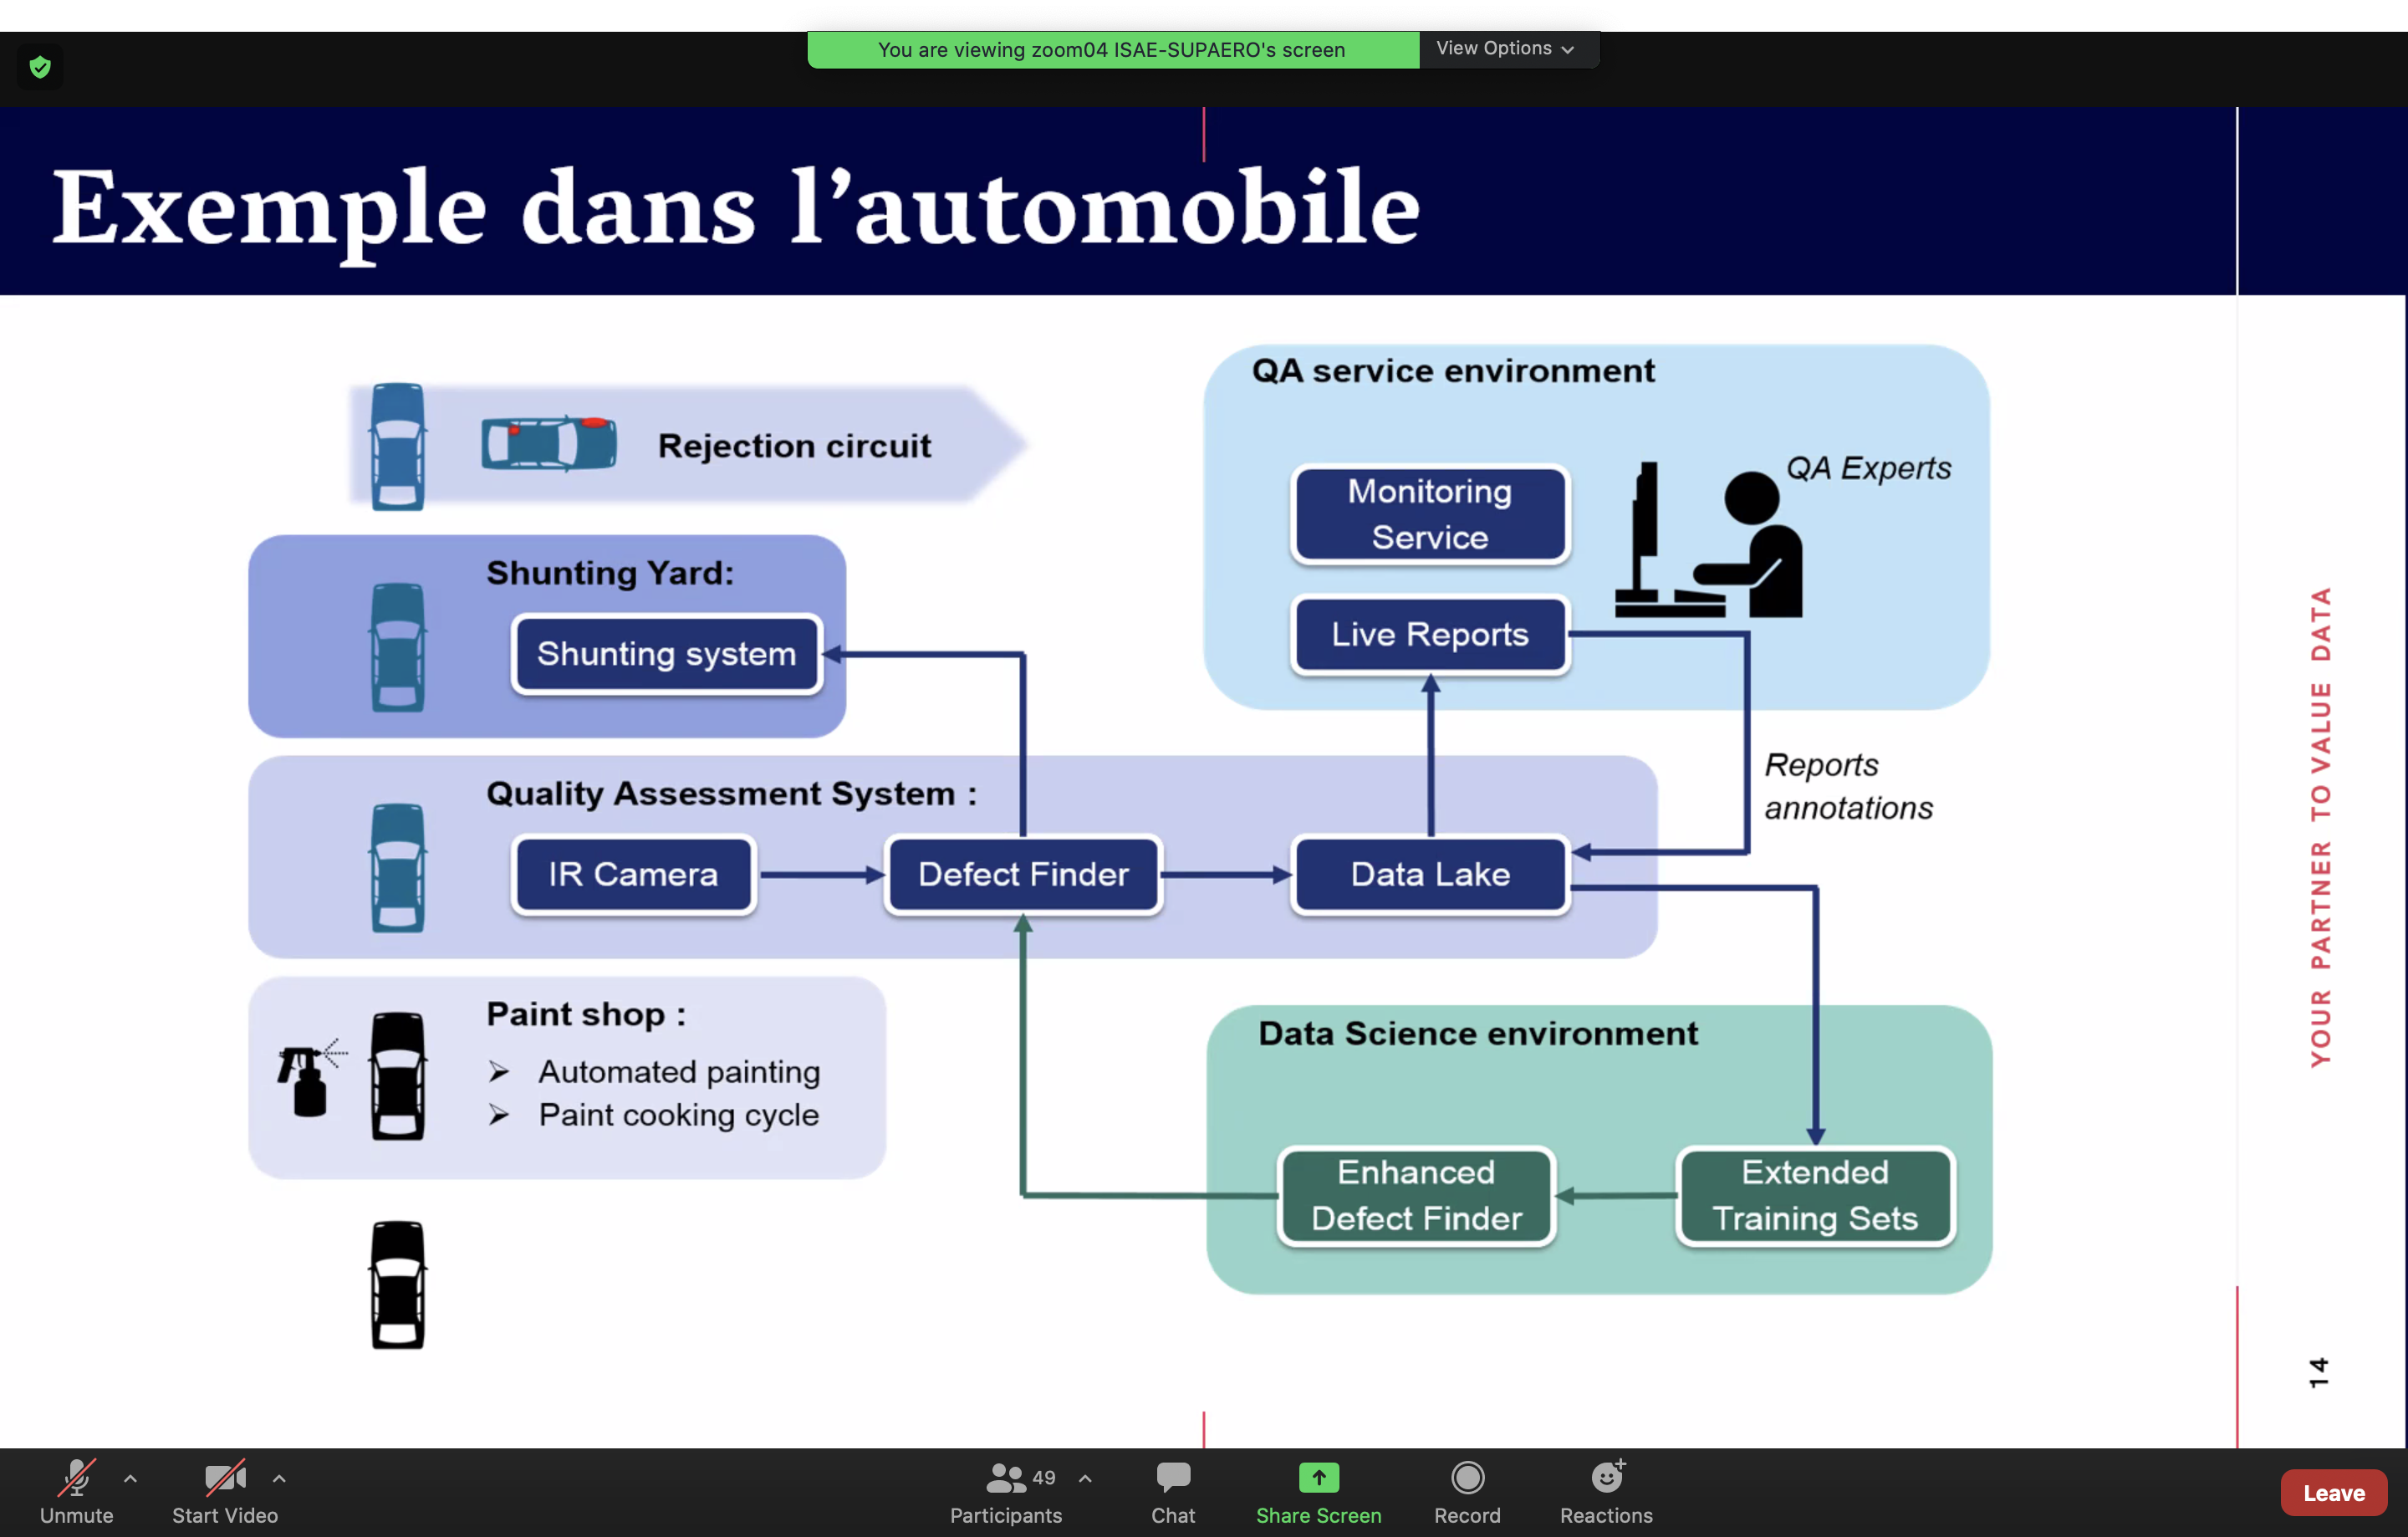 You are viewing zoom04 ISAE-SUPAERO's screen
View Options
Exemple dans l'automobile
Rejection circuit
Shunting Yard:
Shunting system
Quality Assessment System :
IR Camera
Defect Finder
Data Lake
Paint shop :
➢ Automated painting
➢ Paint cooking cycle
QA service environment
QA Experts
Monitoring
Service
Live Reports
Reports
annotations
Data Science environment
Enhanced
Defect Finder
Extended
Training Sets
YOUR PARTNER TO VALUE DATA
14
Unmute
Start Video
49
Participants
Chat
Share Screen
Record
Reactions
Leave